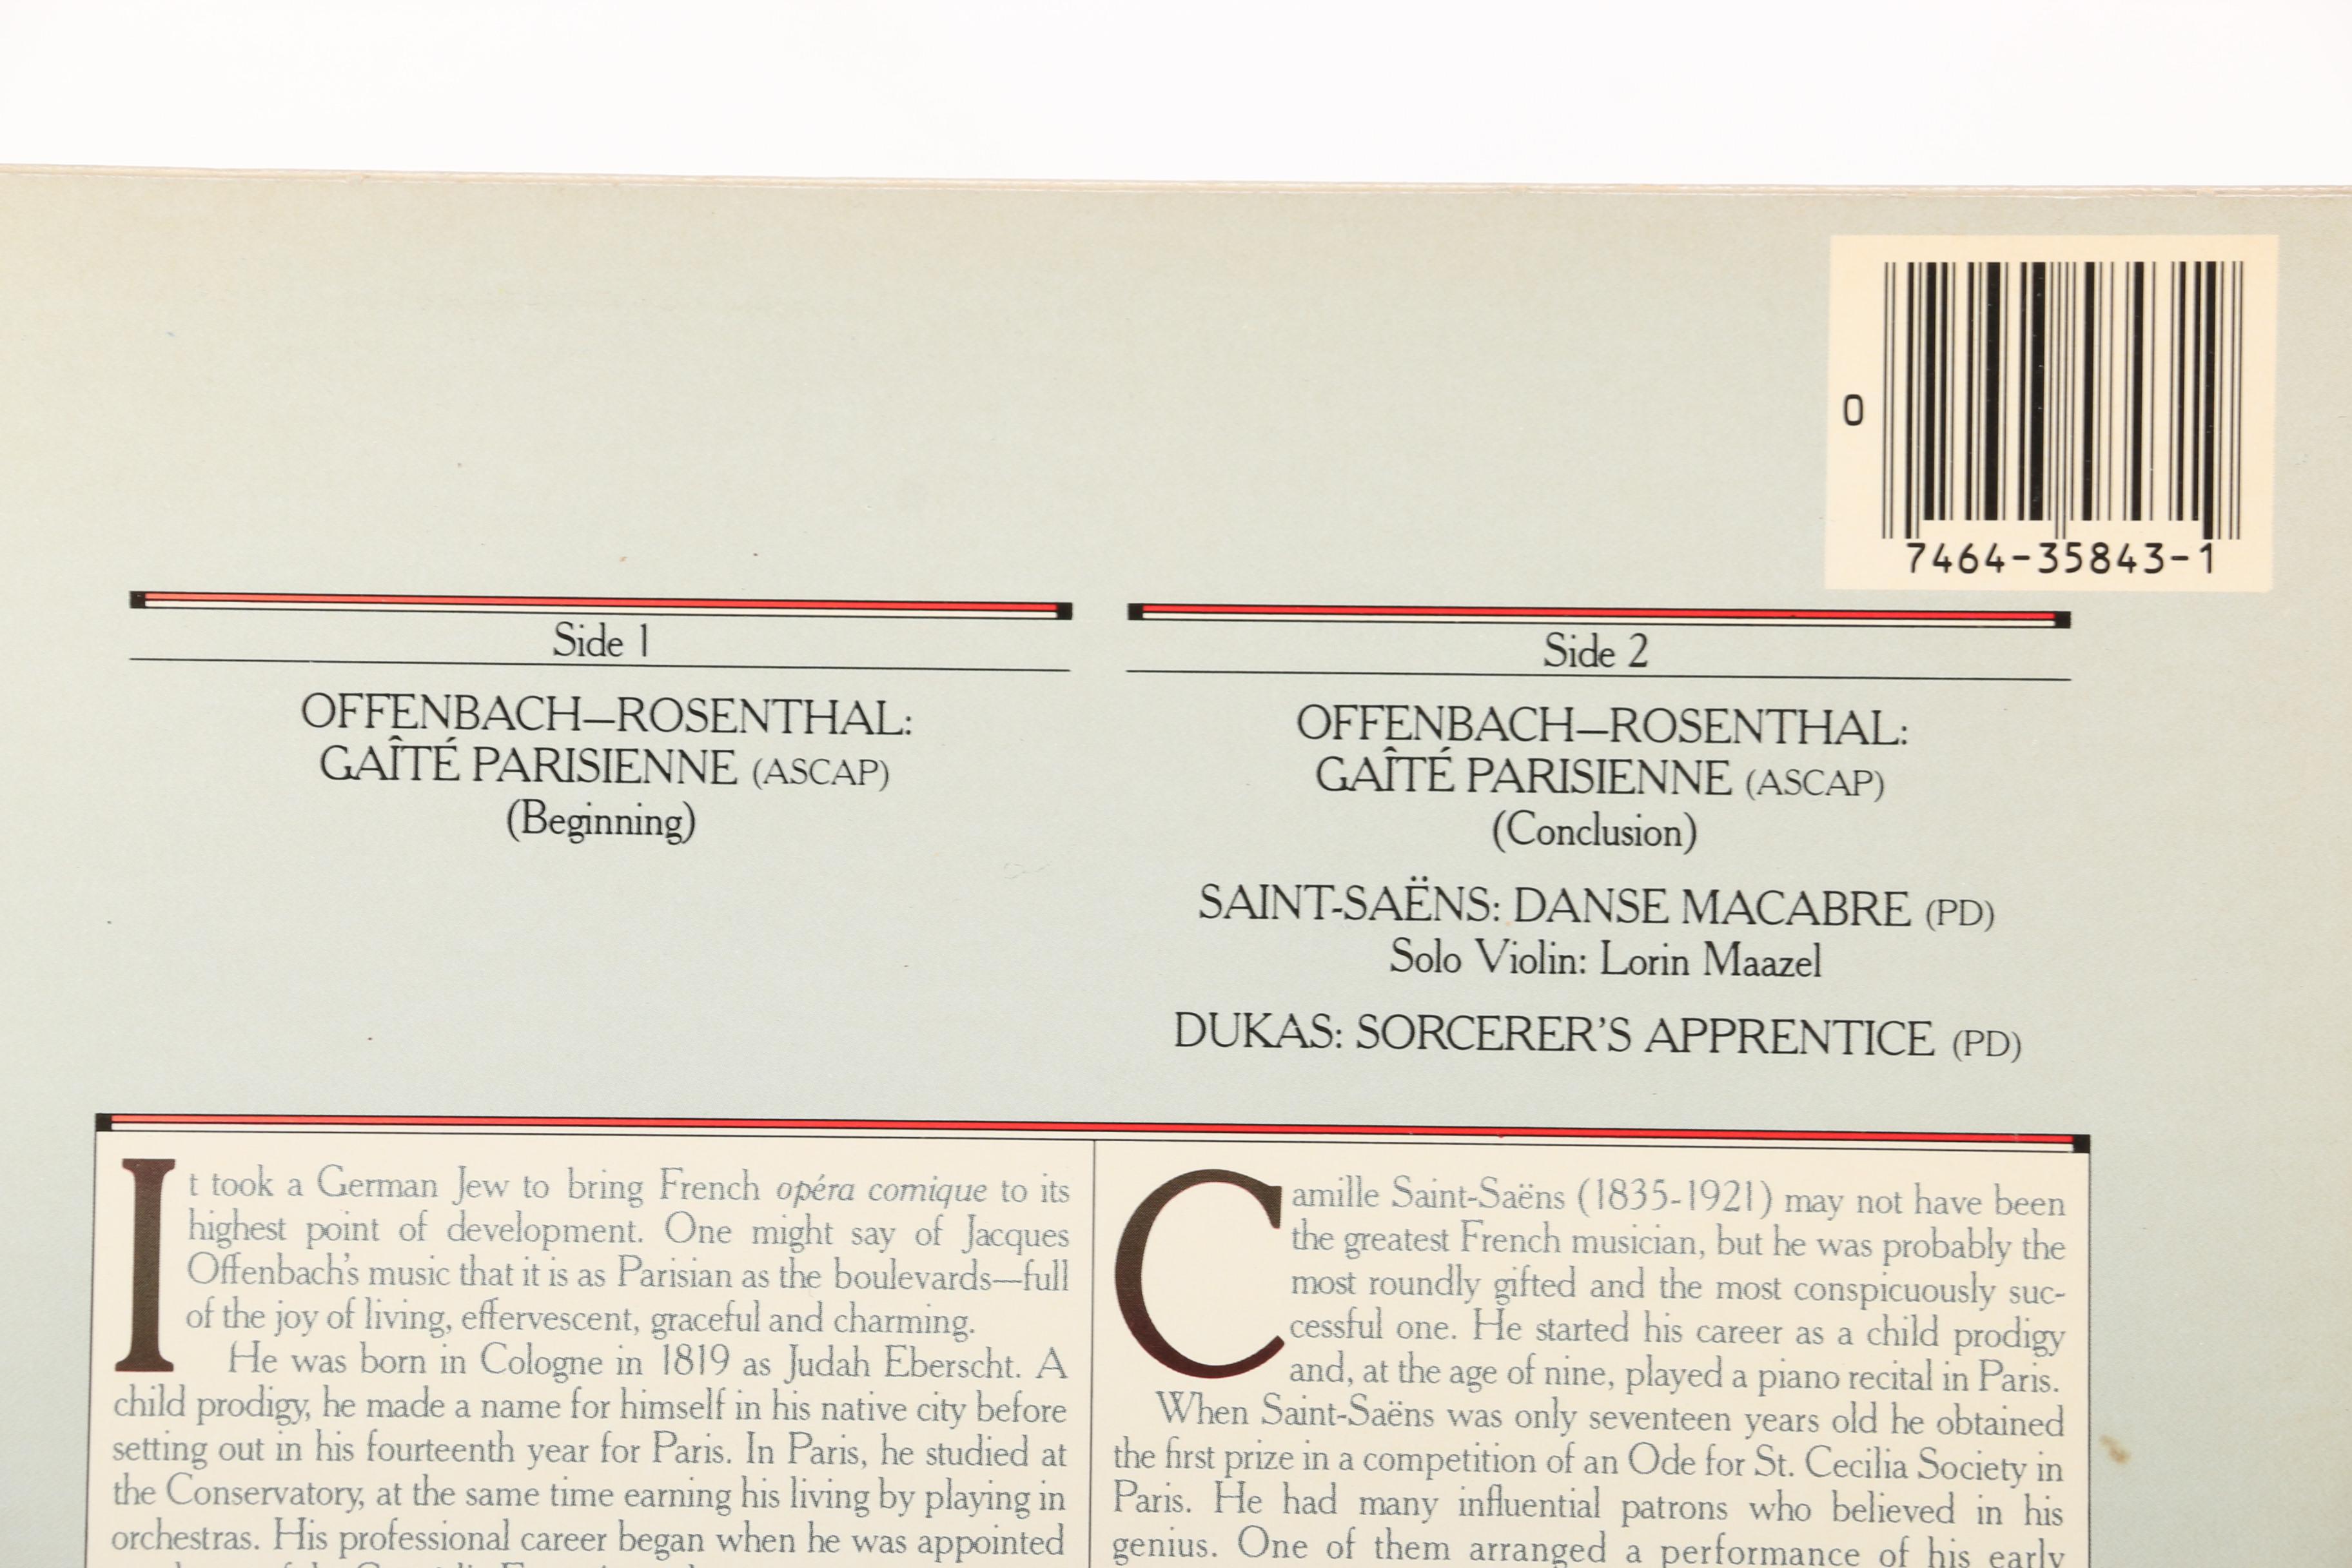 0
7464-35843-1
Side 1
OFFENBACH—ROSENTHAL:
GAÎTÉ PARISIENNE (ASCAP)
(Beginning)
Side 2
OFFENBACH—ROSENTHAL:
GAÎTÉ PARISIENNE (ASCAP)
(Conclusion)
SAINT-SAËNS: DANSE MACABRE (PD)
Solo Violin: Lorin Maazel
DUKAS: SORCERER'S APPRENTICE (PD)
It took a German Jew to bring French opéra comique to its
highest point of development. One might say of Jacques
Offenbach's music that it is as Parisian as the boulevards—full
of the joy of living, effervescent, graceful and charming.
He was born in Cologne in 1819 as Judah Eberscht. A
child prodigy, he made a name for himself in his native city before
setting out in his fourteenth year for Paris. In Paris, he studied at
the Conservatory, at the same time earning his living by playing in
orchestras. His professional career began when he was appointed
Camille Saint-Saëns (1835-1921) may not have been
the greatest French musician, but he was probably the
most roundly gifted and the most conspicuously suc-
cessful one. He started his career as a child prodigy
and, at the age of nine, played a piano recital in Paris.
When Saint-Saëns was only seventeen years old he obtained
the first prize in a competition of an Ode for St. Cecilia Society in
Paris. He had many influential patrons who believed in his
genius. One of them arranged a performance of his early